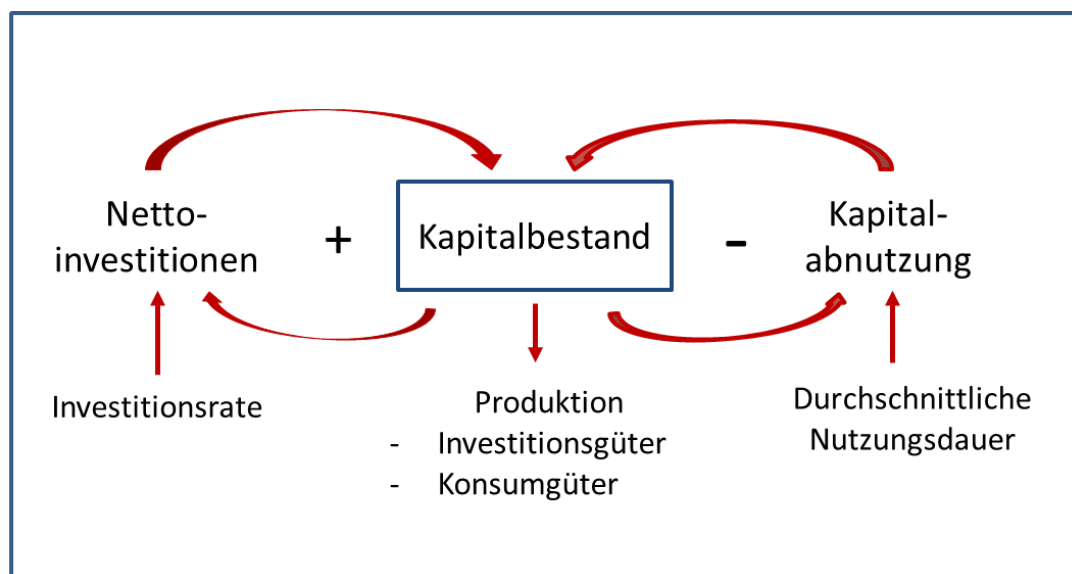 Netto-
investitionen
+
Kapitalbestand
-
Kapital-
abnutzung
Investitionsrate
Produktion
- Investitionsgüter
- Konsumgüter
Durchschnittliche
Nutzungsdauer